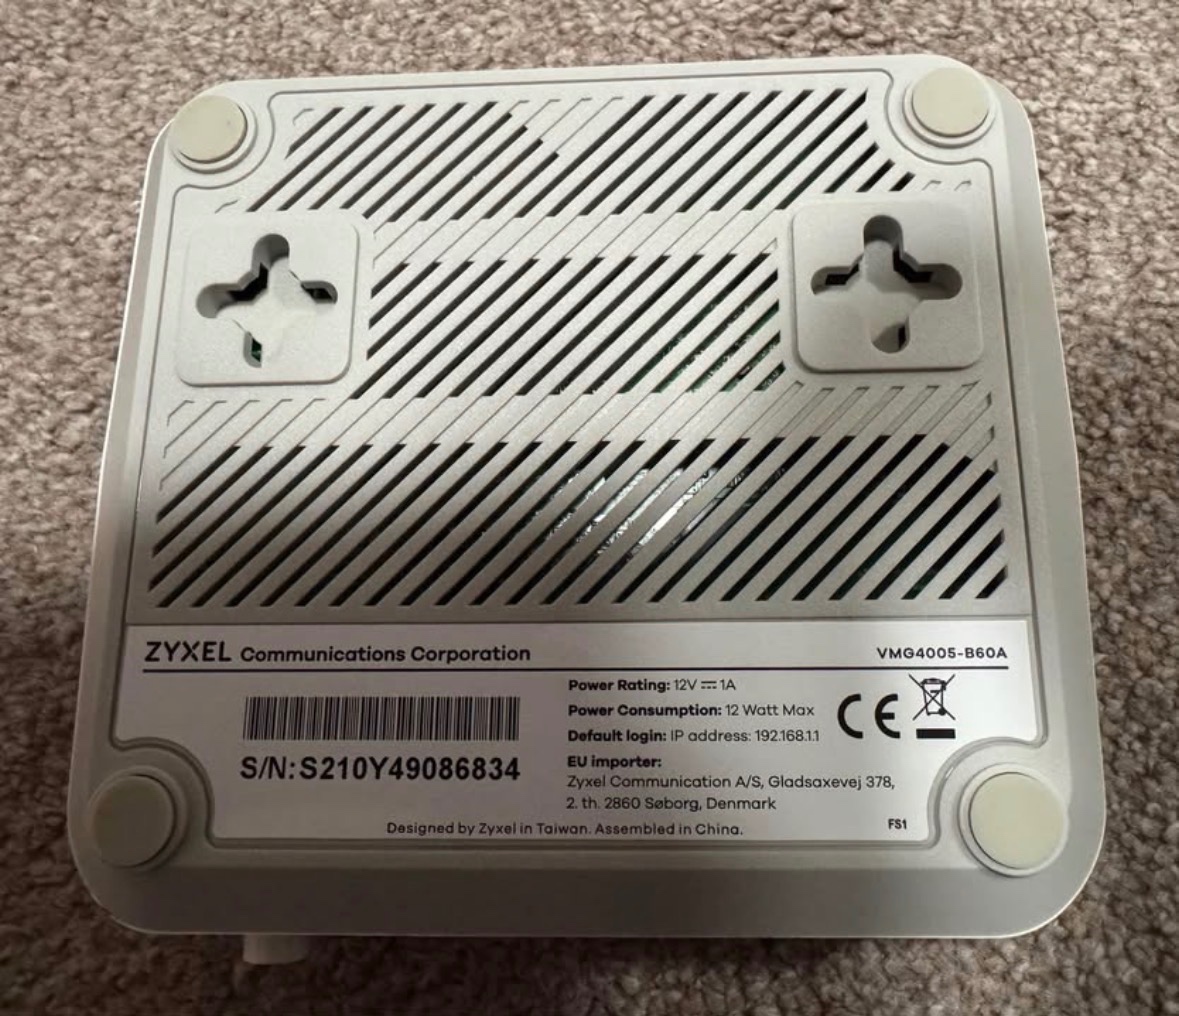 ZYXEL Communications Corporation VMG4005-B60A
Power Rating: 12V ⎓ 1A
Power Consumption: 12 Watt Max
Default login: IP address: 192.168.1.1
CE
S/N:S210Y49086834
EU importer:
Zyxel Communication A/S, Gladsaxevej 378,
2. th. 2860 Søborg, Denmark
Designed by Zyxel in Taiwan. Assembled in China.
FS1